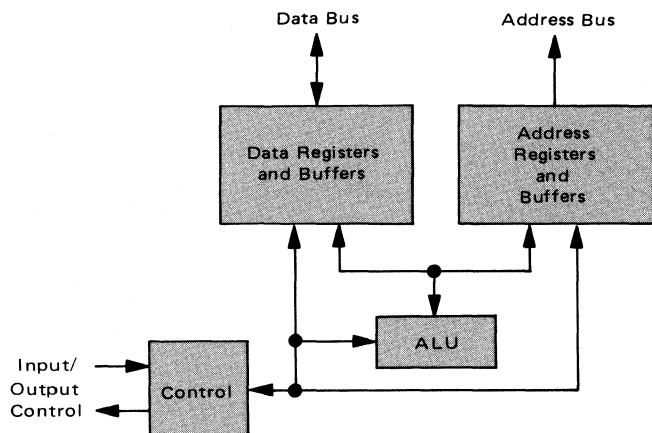 Data Bus
Address Bus
Data Registers
and Buffers
Address
Registers
and
Buffers
ALU
Input/
Output
Control
Control